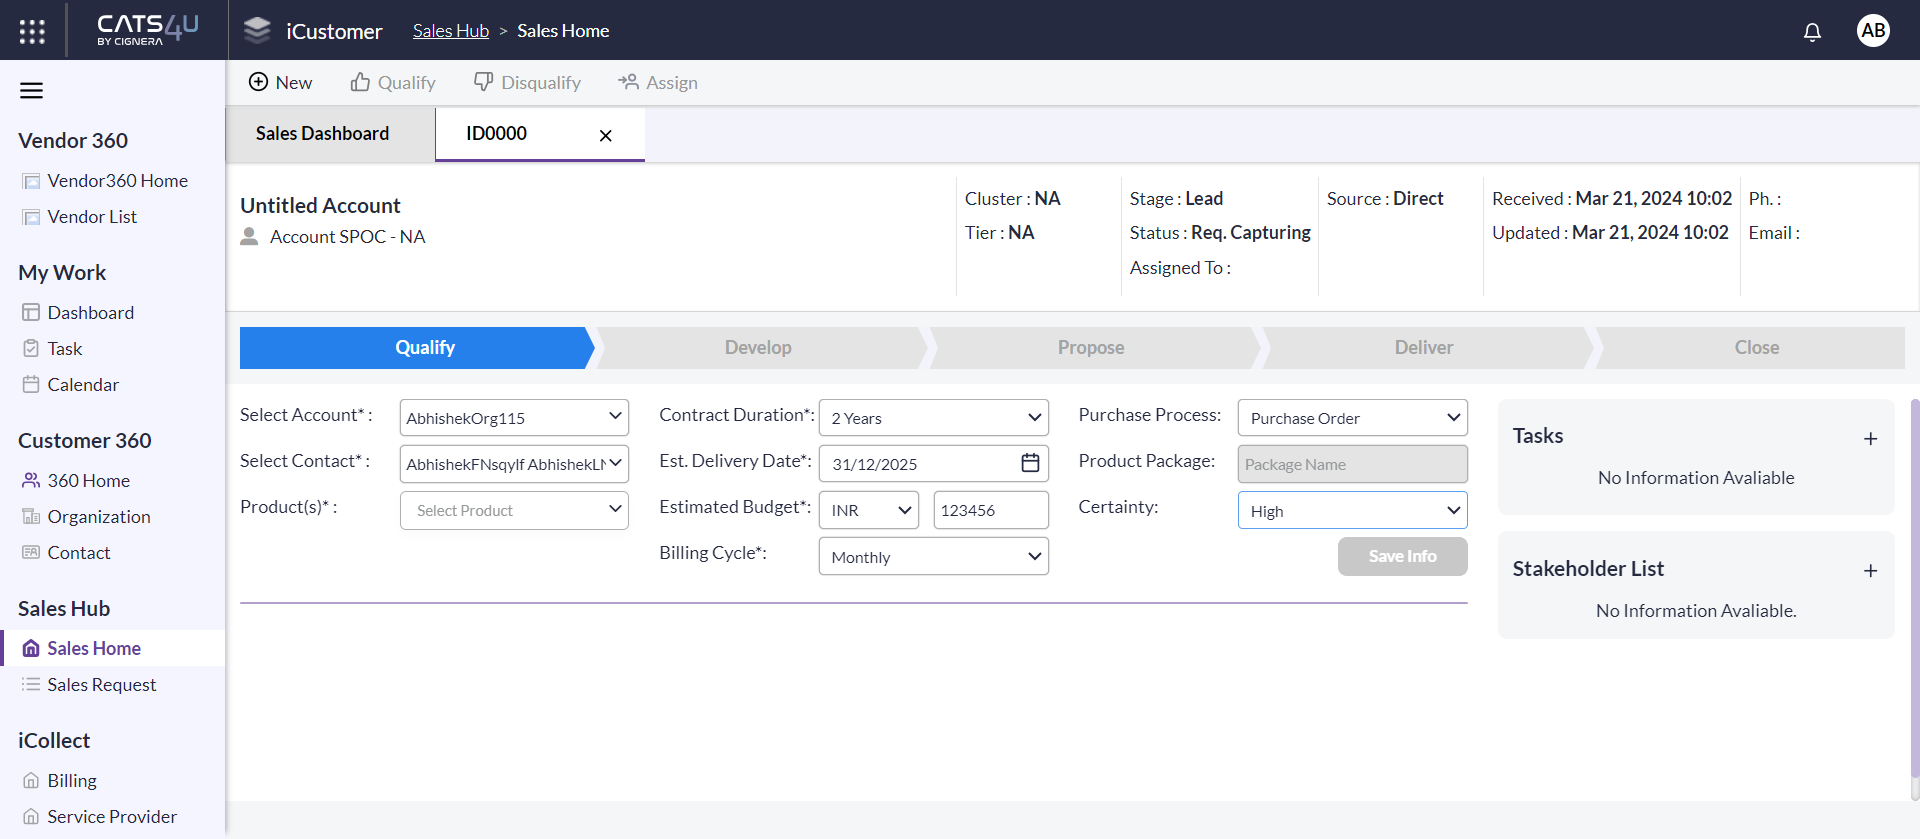 CATS4U
BY CIGNERA
iCustomer
Sales Hub > Sales Home
AB
New
Qualify
Disqualify
Assign
Sales Dashboard
ID0000
Vendor 360
Vendor360 Home
Vendor List
My Work
Dashboard
Task
Calendar
Customer 360
360 Home
Organization
Contact
Sales Hub
Sales Home
Sales Request
iCollect
Billing
Service Provider
Untitled Account
Account SPOC - NA
Cluster : NA
Tier : NA
Stage : Lead
Status : Req. Capturing
Assigned To :
Source : Direct
Received : Mar 21, 2024 10:02
Updated : Mar 21, 2024 10:02
Ph. :
Email :
Qualify
Develop
Propose
Deliver
Close
Select Account* :
AbhishekOrg115
Select Contact* :
AbhishekFNsqylf AbhishekLN
Product(s)* :
Select Product
Contract Duration*:
2 Years
Est. Delivery Date*:
31/12/2025
Estimated Budget*:
INR
123456
Billing Cycle*:
Monthly
Purchase Process:
Purchase Order
Product Package:
Package Name
Certainty:
High
Save Info
Tasks
No Information Avaliable
Stakeholder List
No Information Avaliable.